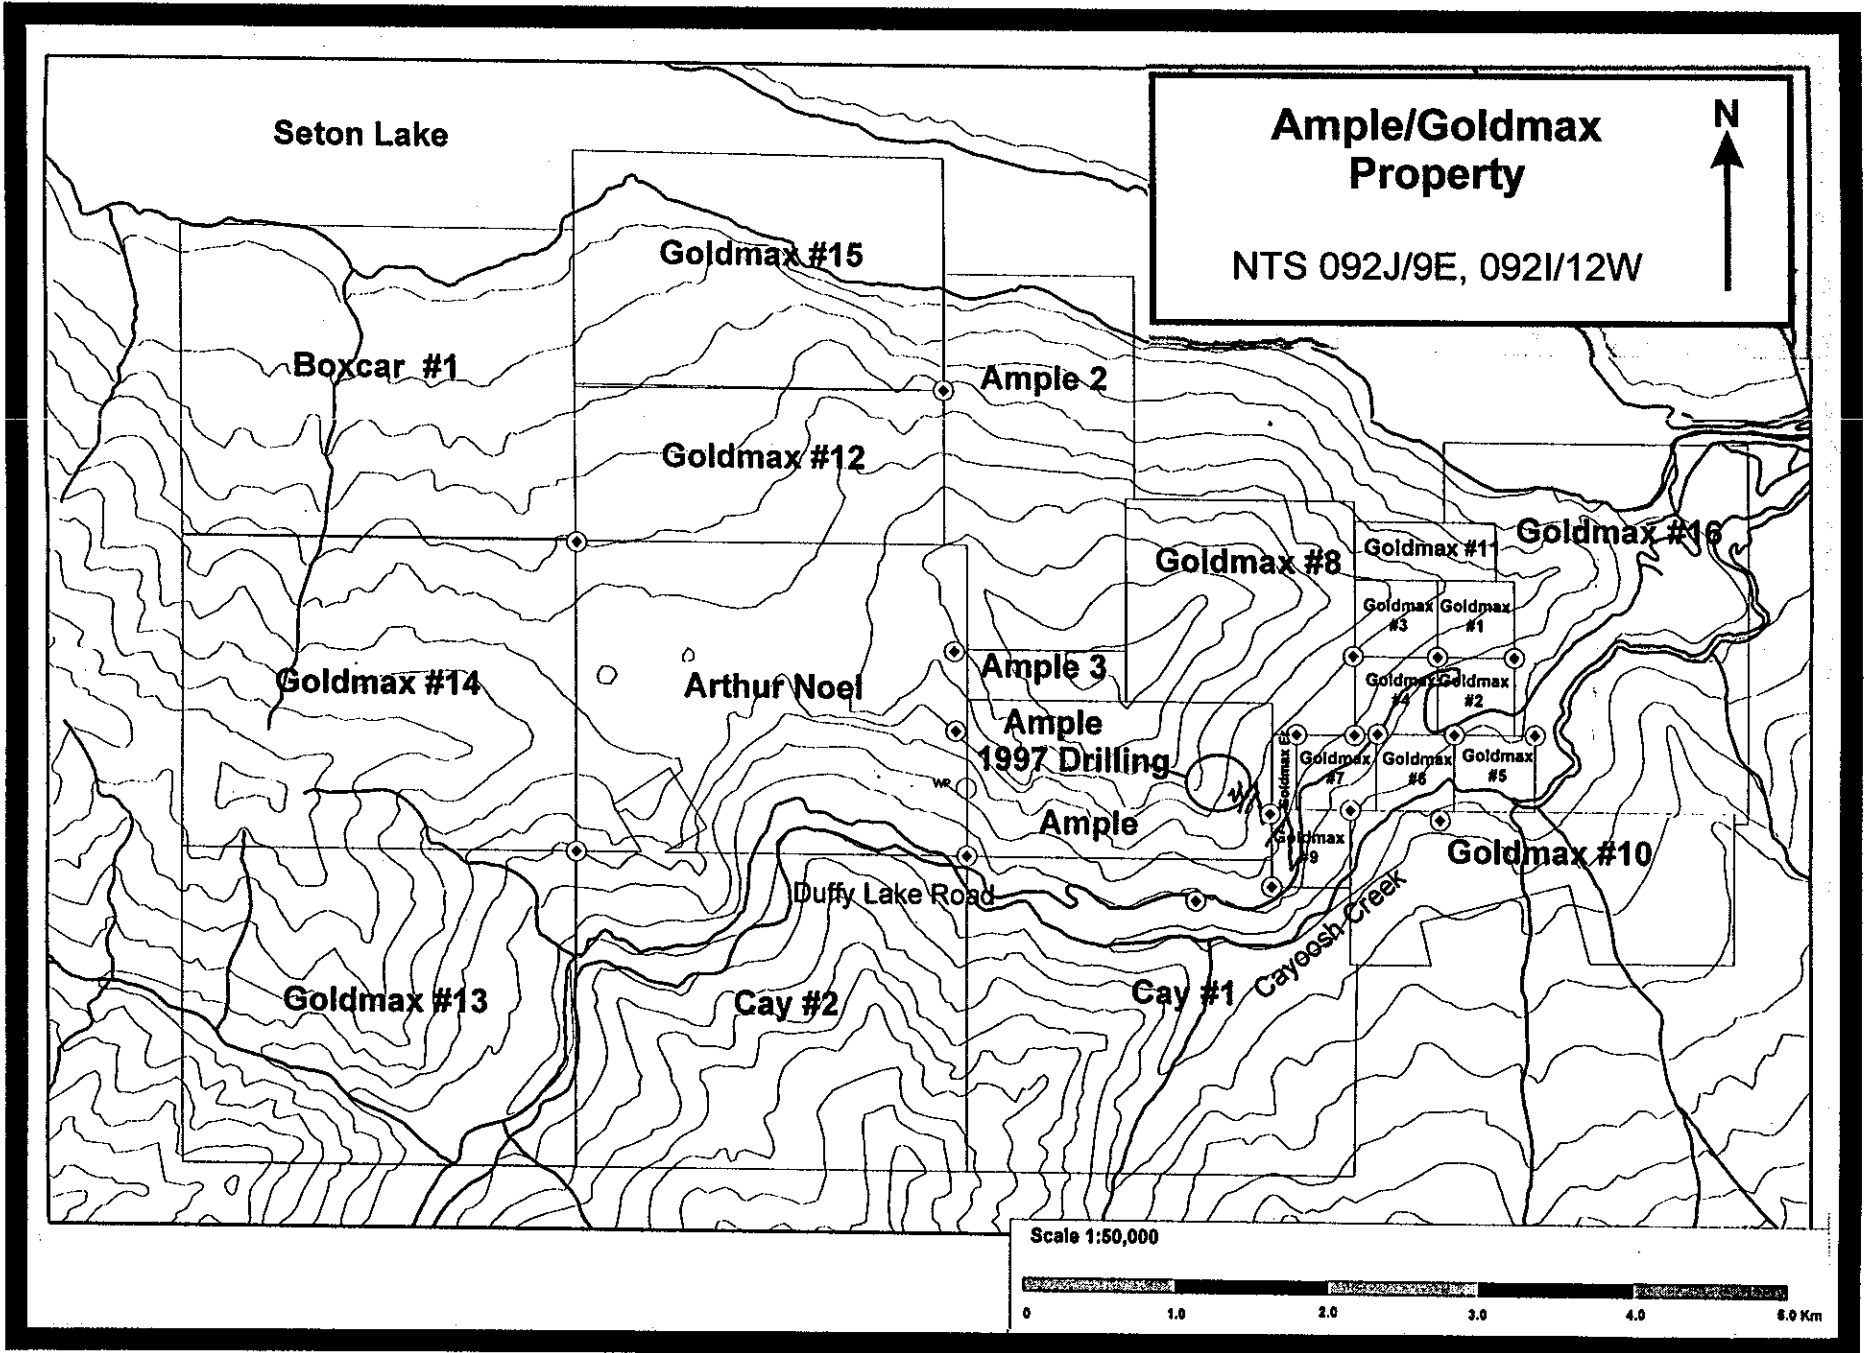 Ample/Goldmax
Property
N
NTS 092J/9E, 092I/12W
Seton Lake
Goldmax #15
Boxcar #1
Ample 2
Goldmax #12
Goldmax #16
Goldmax #11
Goldmax #8
Goldmax
#3
Goldmax
#1
Goldmax #14
Arthur Noel
Ample 3
Goldmax
#4
Goldmax
#2
Ample
1997 Drilling
Goldmax
#7
Goldmax
#6
Goldmax
#5
Goldmax
Ample
Goldmax
#9
Goldmax #10
Duffy Lake Road
Cayoosh Creek
Goldmax #13
Cay #2
Cay #1
Scale 1:50,000
0 1.0 2.0 3.0 4.0 5.0 Km